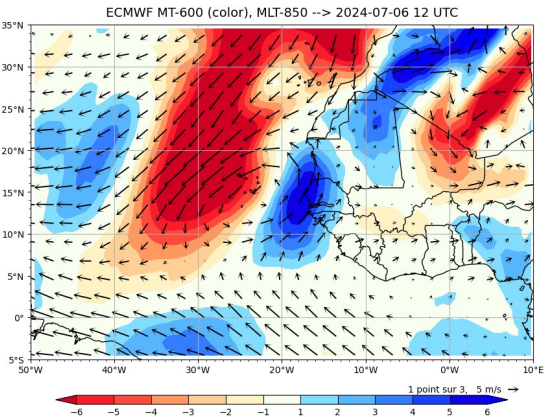 ECMWF MT-600 (color), MLT-850 --> 2024-07-06 12 UTC
35°N
30°N
25°N
20°N
15°N
10°N
5°N
0°
5°S
50°W 40°W 30°W 20°W 10°W 0°W 10°E
1 point sur 3, 5 m/s
−6 −5 −4 −3 −2 −1 1 2 3 4 5 6